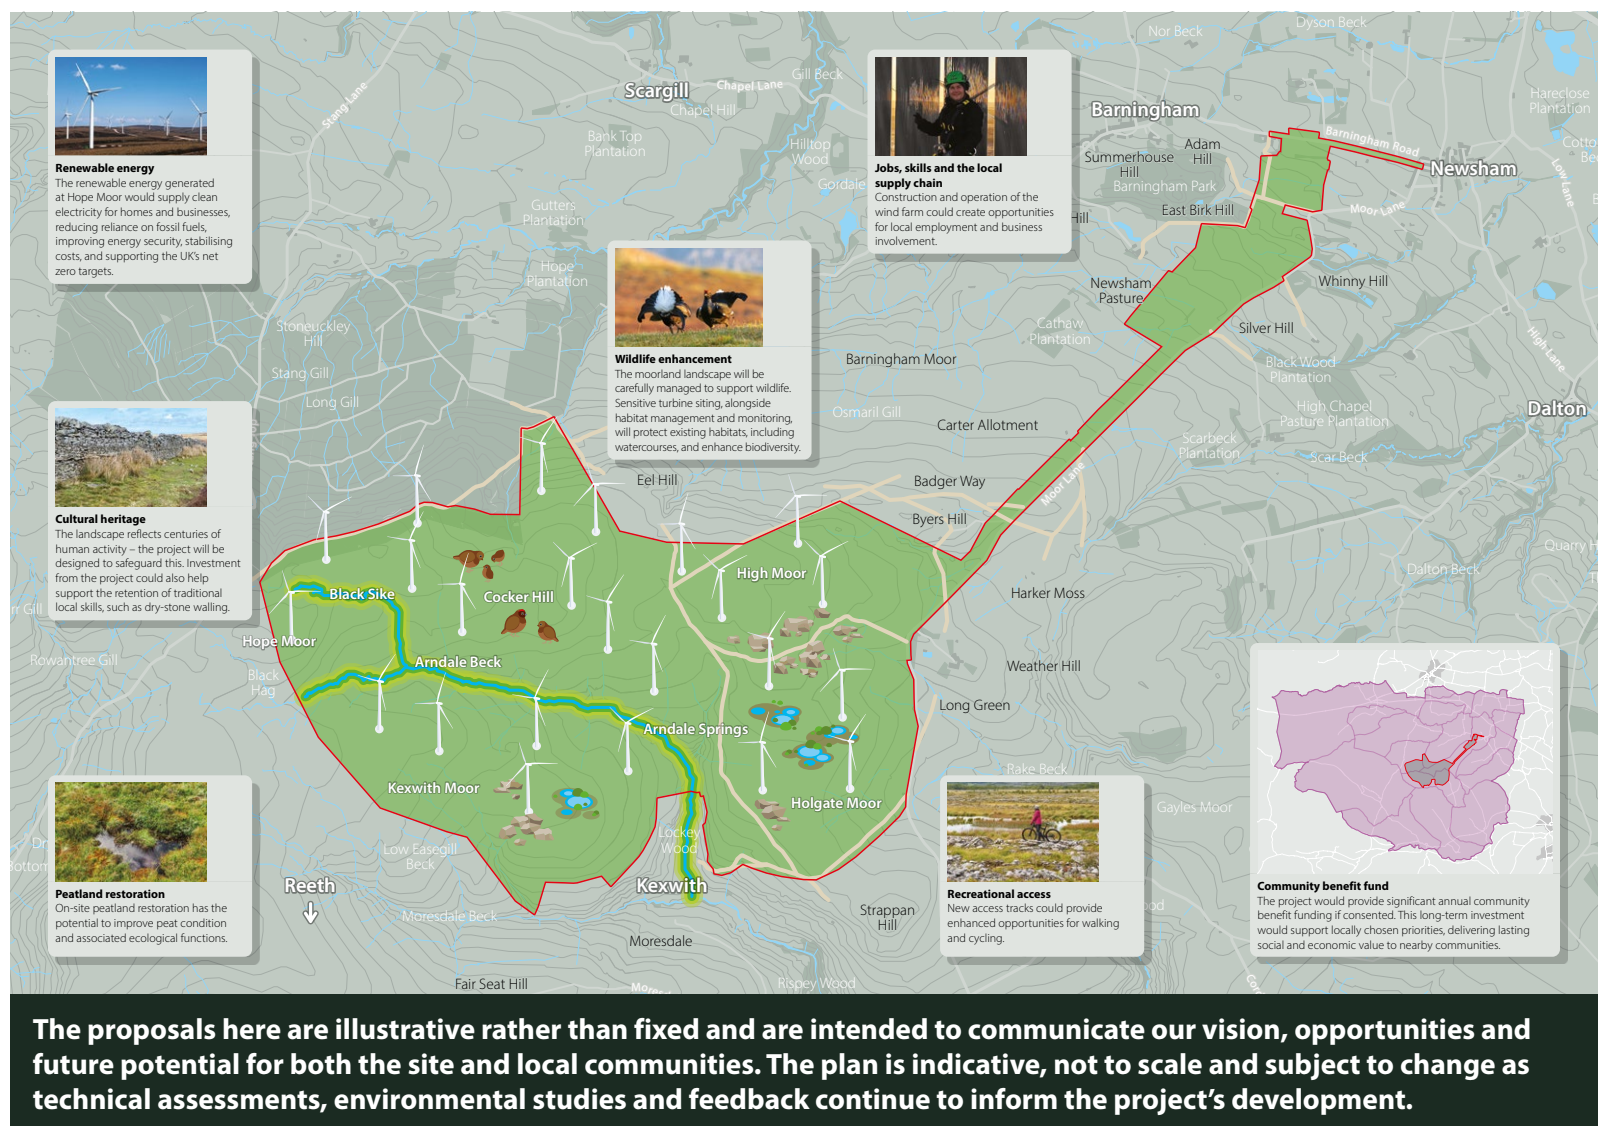 Dyson Beck
Nor Beck
Gill Beck
Chapel Lane
Scargill
Chapel Hill
Stang Lane
Bank Top
Plantation
Hilltop
Wood
Gordale
Gutters
Plantation
Hope
Plantation
Barningham
Hareclose
Plantation
Adam
Hill
Summerhouse
Hill
Barningham Park
East Birk Hill
Hill
Barningham Road
Newsham
Low Lane
Moor Lane
Newsham
Pasture
Whinny Hill
Silver Hill
Cathaw
Plantation
Black Wood
Plantation
High Lane
Barningham Moor
Osmaril Gill
Carter Allotment
High Chapel
Pasture Plantation
Dalton
Scarbeck
Plantation
Scar Beck
Stoneuckley
Hill
Stang Gill
Long Gill
Eel Hill
Badger Way
Moor Lane
Byers Hill
Quarry H
Dalton Beck
Harker Moss
Weather Hill
Long Green
Rake Beck
Gayles Moor
High Moor
Cocker Hill
Black Sike
Hope Moor
Arndale Beck
Black
Hag
Rowantree Gill
Arndale Springs
Kexwith Moor
Holgate Moor
Lockey
Wood
Low Easegill
Beck
Reeth
Kexwith
Moresdale Beck
Moresdale
Strappan
Hill
Fair Seat Hill
Rispey Wood
Renewable energy
The renewable energy generated
at Hope Moor would supply clean
electricity for homes and businesses,
reducing reliance on fossil fuels,
improving energy security, stabilising
costs, and supporting the UK's net
zero targets.
Jobs, skills and the local
supply chain
Construction and operation of the
wind farm could create opportunities
for local employment and business
involvement.
Wildlife enhancement
The moorland landscape will be
carefully managed to support wildlife.
Sensitive turbine siting, alongside
habitat management and monitoring,
will protect existing habitats, including
watercourses, and enhance biodiversity.
Cultural heritage
The landscape reflects centuries of
human activity – the project will be
designed to safeguard this. Investment
from the project could also help
support the retention of traditional
local skills, such as dry-stone walling.
Peatland restoration
On-site peatland restoration has the
potential to improve peat condition
and associated ecological functions.
Recreational access
New access tracks could provide
enhanced opportunities for walking
and cycling.
Community benefit fund
The project would provide significant annual community
benefit funding if consented. This long-term investment
would support locally chosen priorities, delivering lasting
social and economic value to nearby communities.
The proposals here are illustrative rather than fixed and are intended to communicate our vision, opportunities and
future potential for both the site and local communities. The plan is indicative, not to scale and subject to change as
technical assessments, environmental studies and feedback continue to inform the project's development.